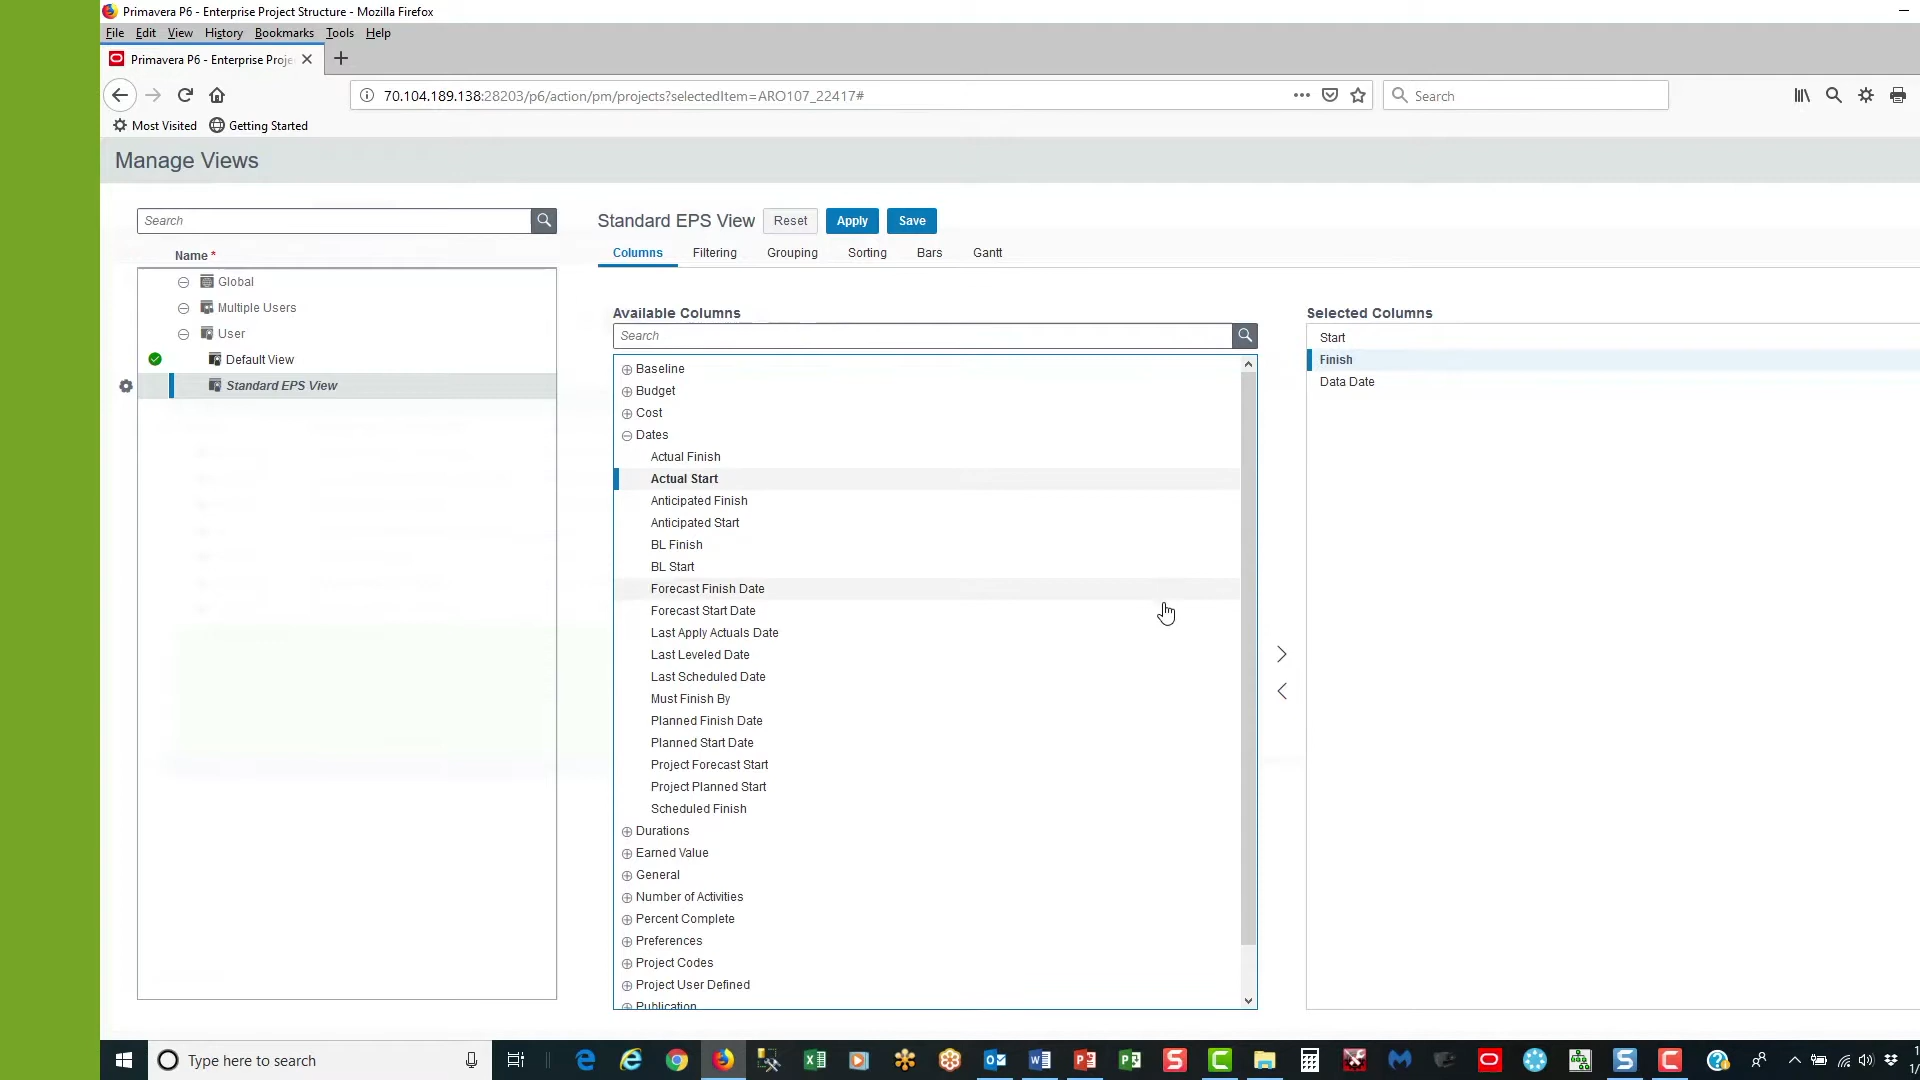 Primavera P6 - Enterprise Project Structure - Mozilla Firefox
File Edit View History Bookmarks Tools Help
Primavera P6 - Enterprise Proje
70.104.189.138:28203/p6/action/pm/projects?selectedItem=ARO107_22417#
Search
Most Visited Getting Started
Manage Views
Search
Name *
Global
Multiple Users
User
Default View
Standard EPS View
Standard EPS View Reset Apply Save
Columns Filtering Grouping Sorting Bars Gantt
Available Columns
Search
Baseline
Budget
Cost
Dates
Actual Finish
Actual Start
Anticipated Finish
Anticipated Start
BL Finish
BL Start
Forecast Finish Date
Forecast Start Date
Last Apply Actuals Date
Last Leveled Date
Last Scheduled Date
Must Finish By
Planned Finish Date
Planned Start Date
Project Forecast Start
Project Planned Start
Scheduled Finish
Durations
Earned Value
General
Number of Activities
Percent Complete
Preferences
Project Codes
Project User Defined
Publication
Selected Columns
Start
Finish
Data Date
Type here to search